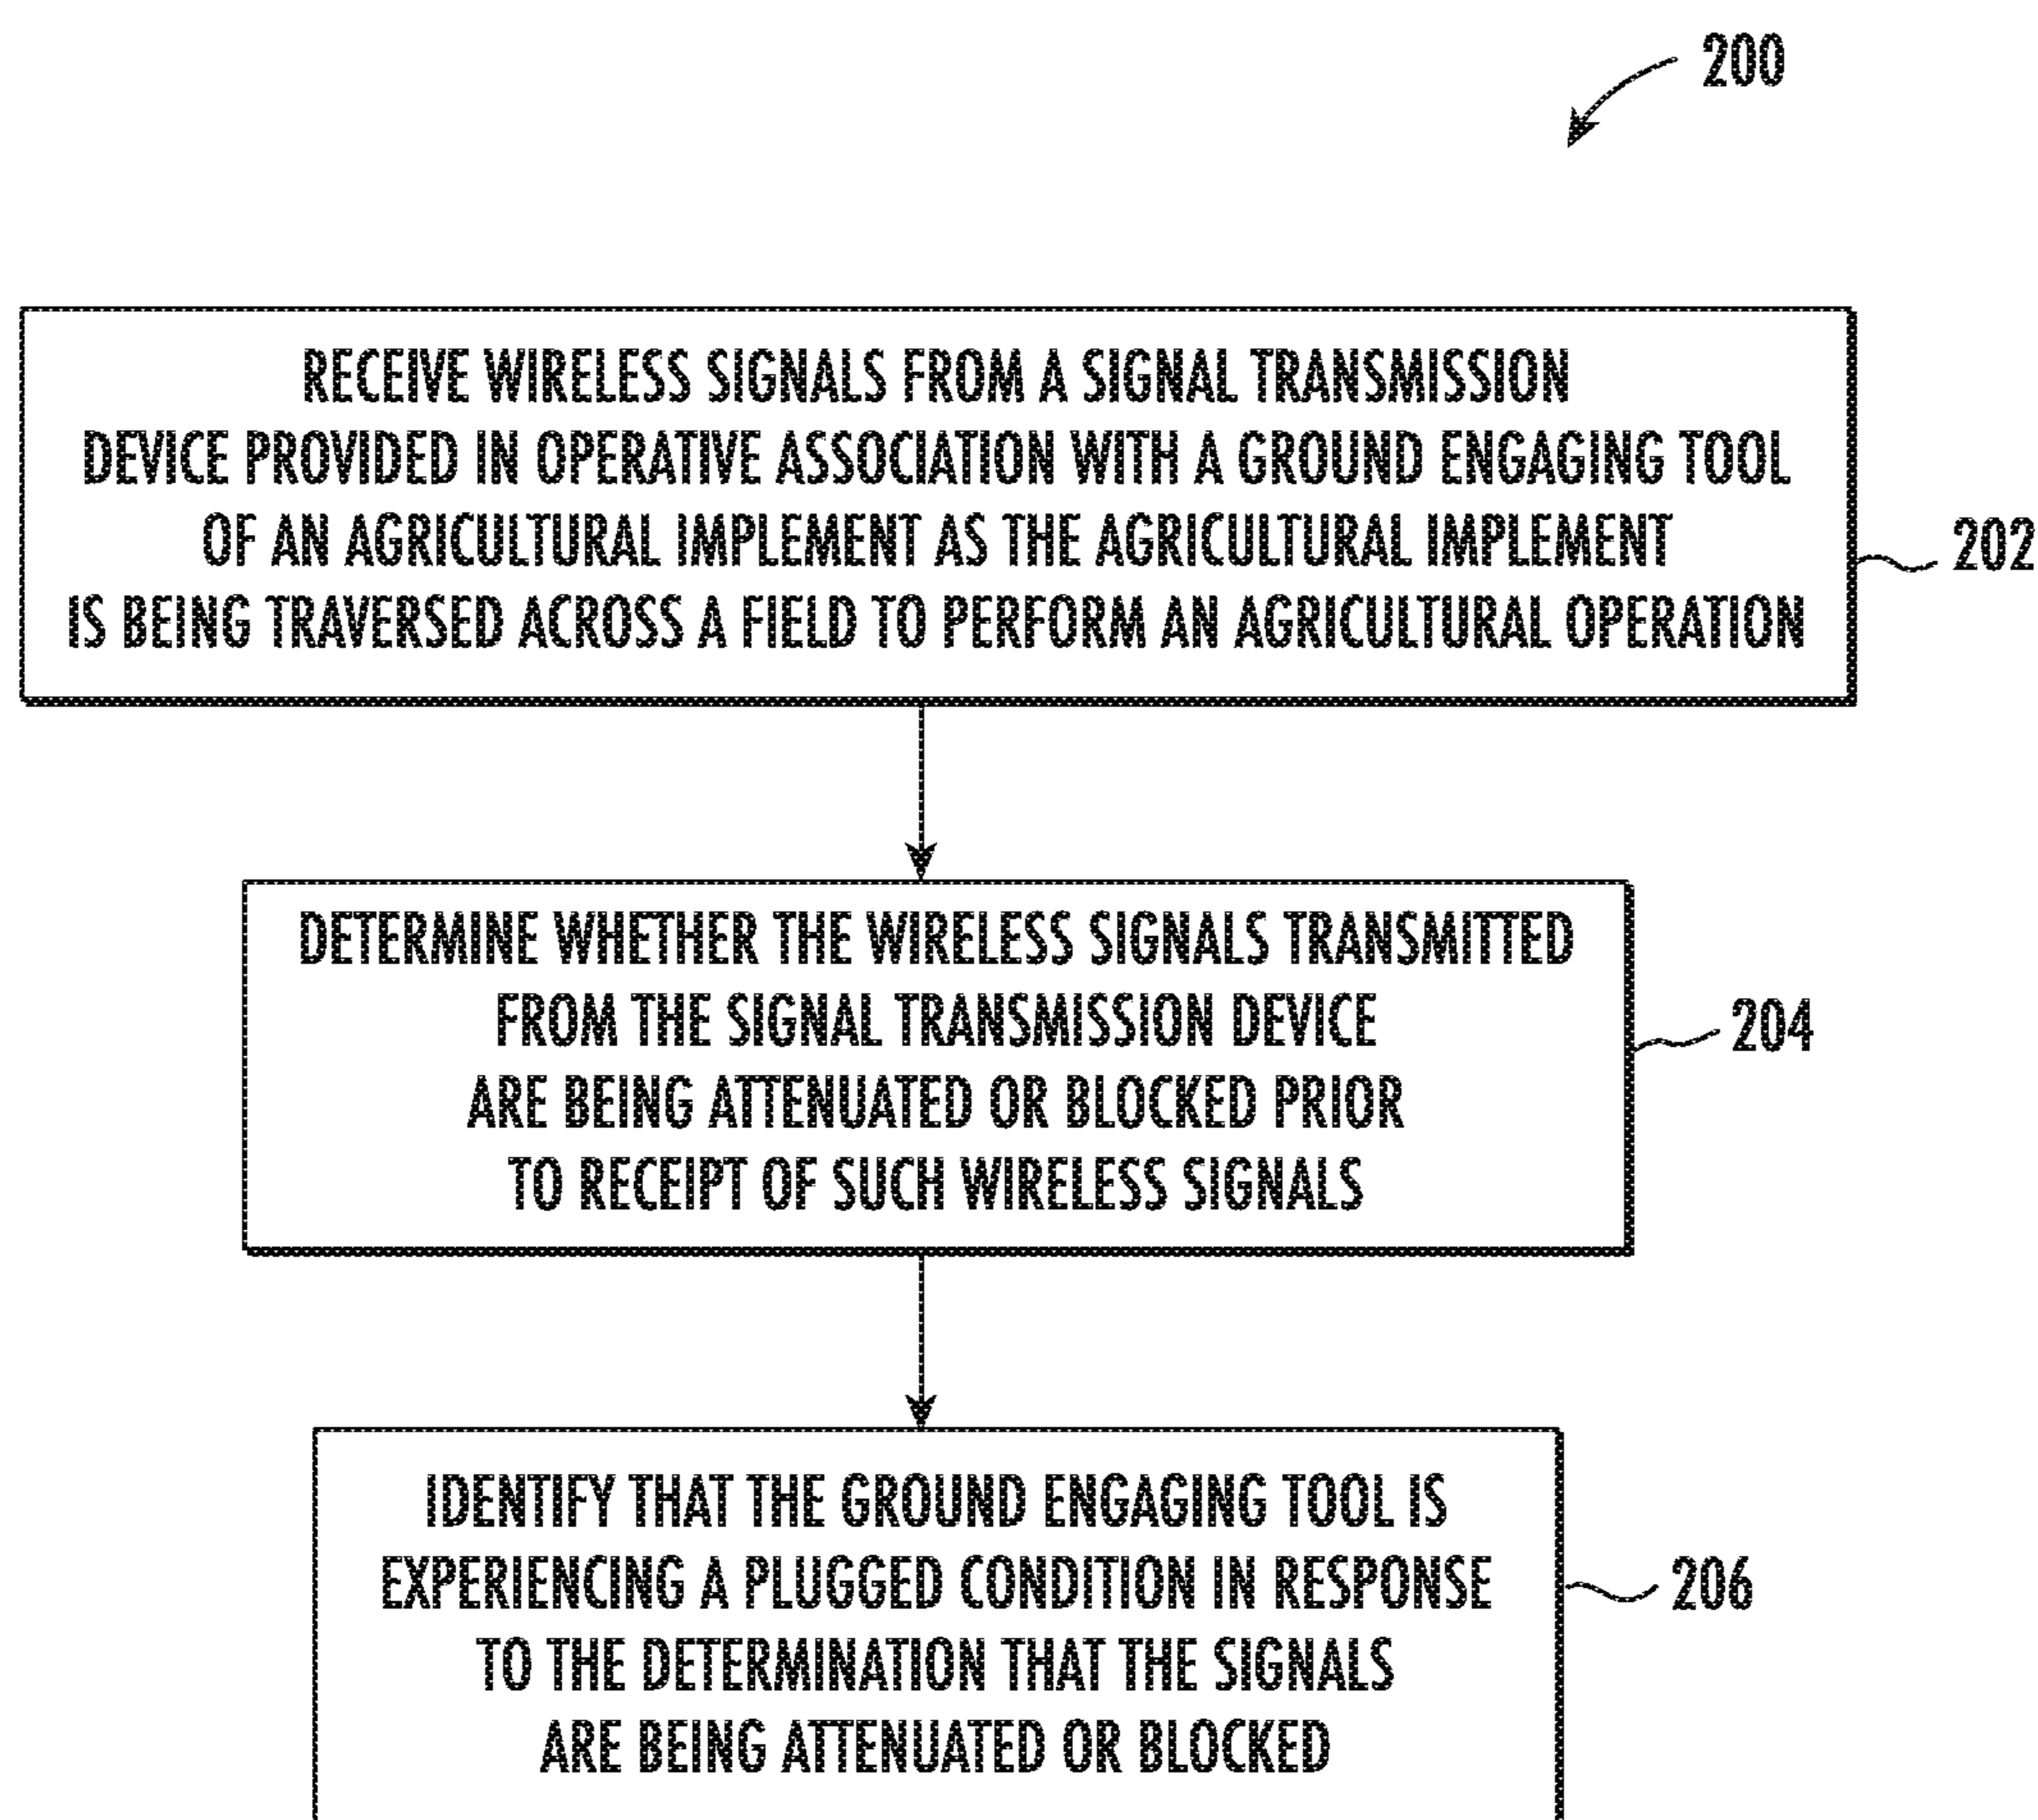 200
RECEIVE WIRELESS SIGNALS FROM A SIGNAL TRANSMISSION
DEVICE PROVIDED IN OPERATIVE ASSOCIATION WITH A GROUND ENGAGING TOOL
OF AN AGRICULTURAL IMPLEMENT AS THE AGRICULTURAL IMPLEMENT
IS BEING TRAVERSED ACROSS A FIELD TO PERFORM AN AGRICULTURAL OPERATION
202
DETERMINE WHETHER THE WIRELESS SIGNALS TRANSMITTED
FROM THE SIGNAL TRANSMISSION DEVICE
ARE BEING ATTENUATED OR BLOCKED PRIOR
TO RECEIPT OF SUCH WIRELESS SIGNALS
204
IDENTIFY THAT THE GROUND ENGAGING TOOL IS
EXPERIENCING A PLUGGED CONDITION IN RESPONSE
TO THE DETERMINATION THAT THE SIGNALS
ARE BEING ATTENUATED OR BLOCKED
206